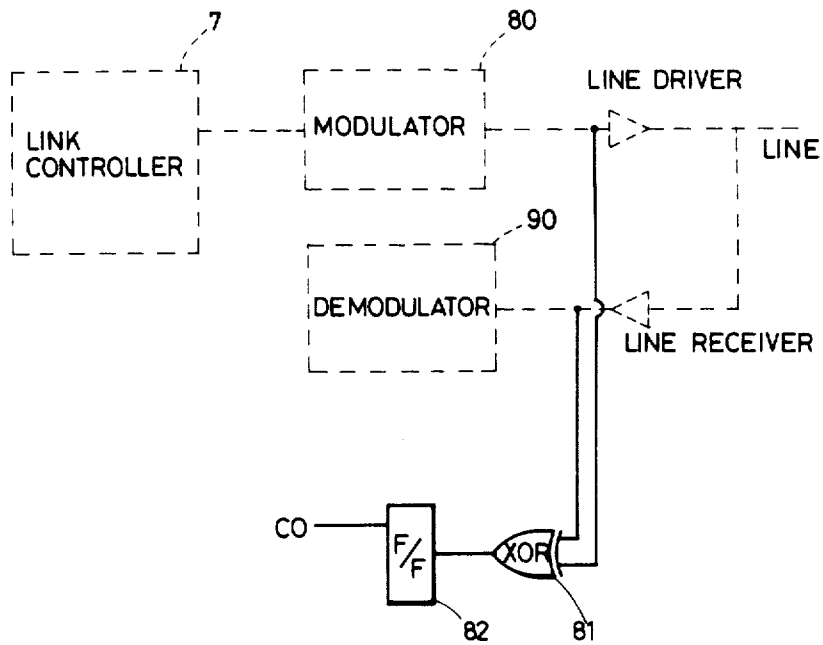 7
80
LINK
CONTROLLER
MODULATOR
LINE DRIVER
LINE
90
DEMODULATOR
LINE RECEIVER
CO
F/F
XOR
82
81